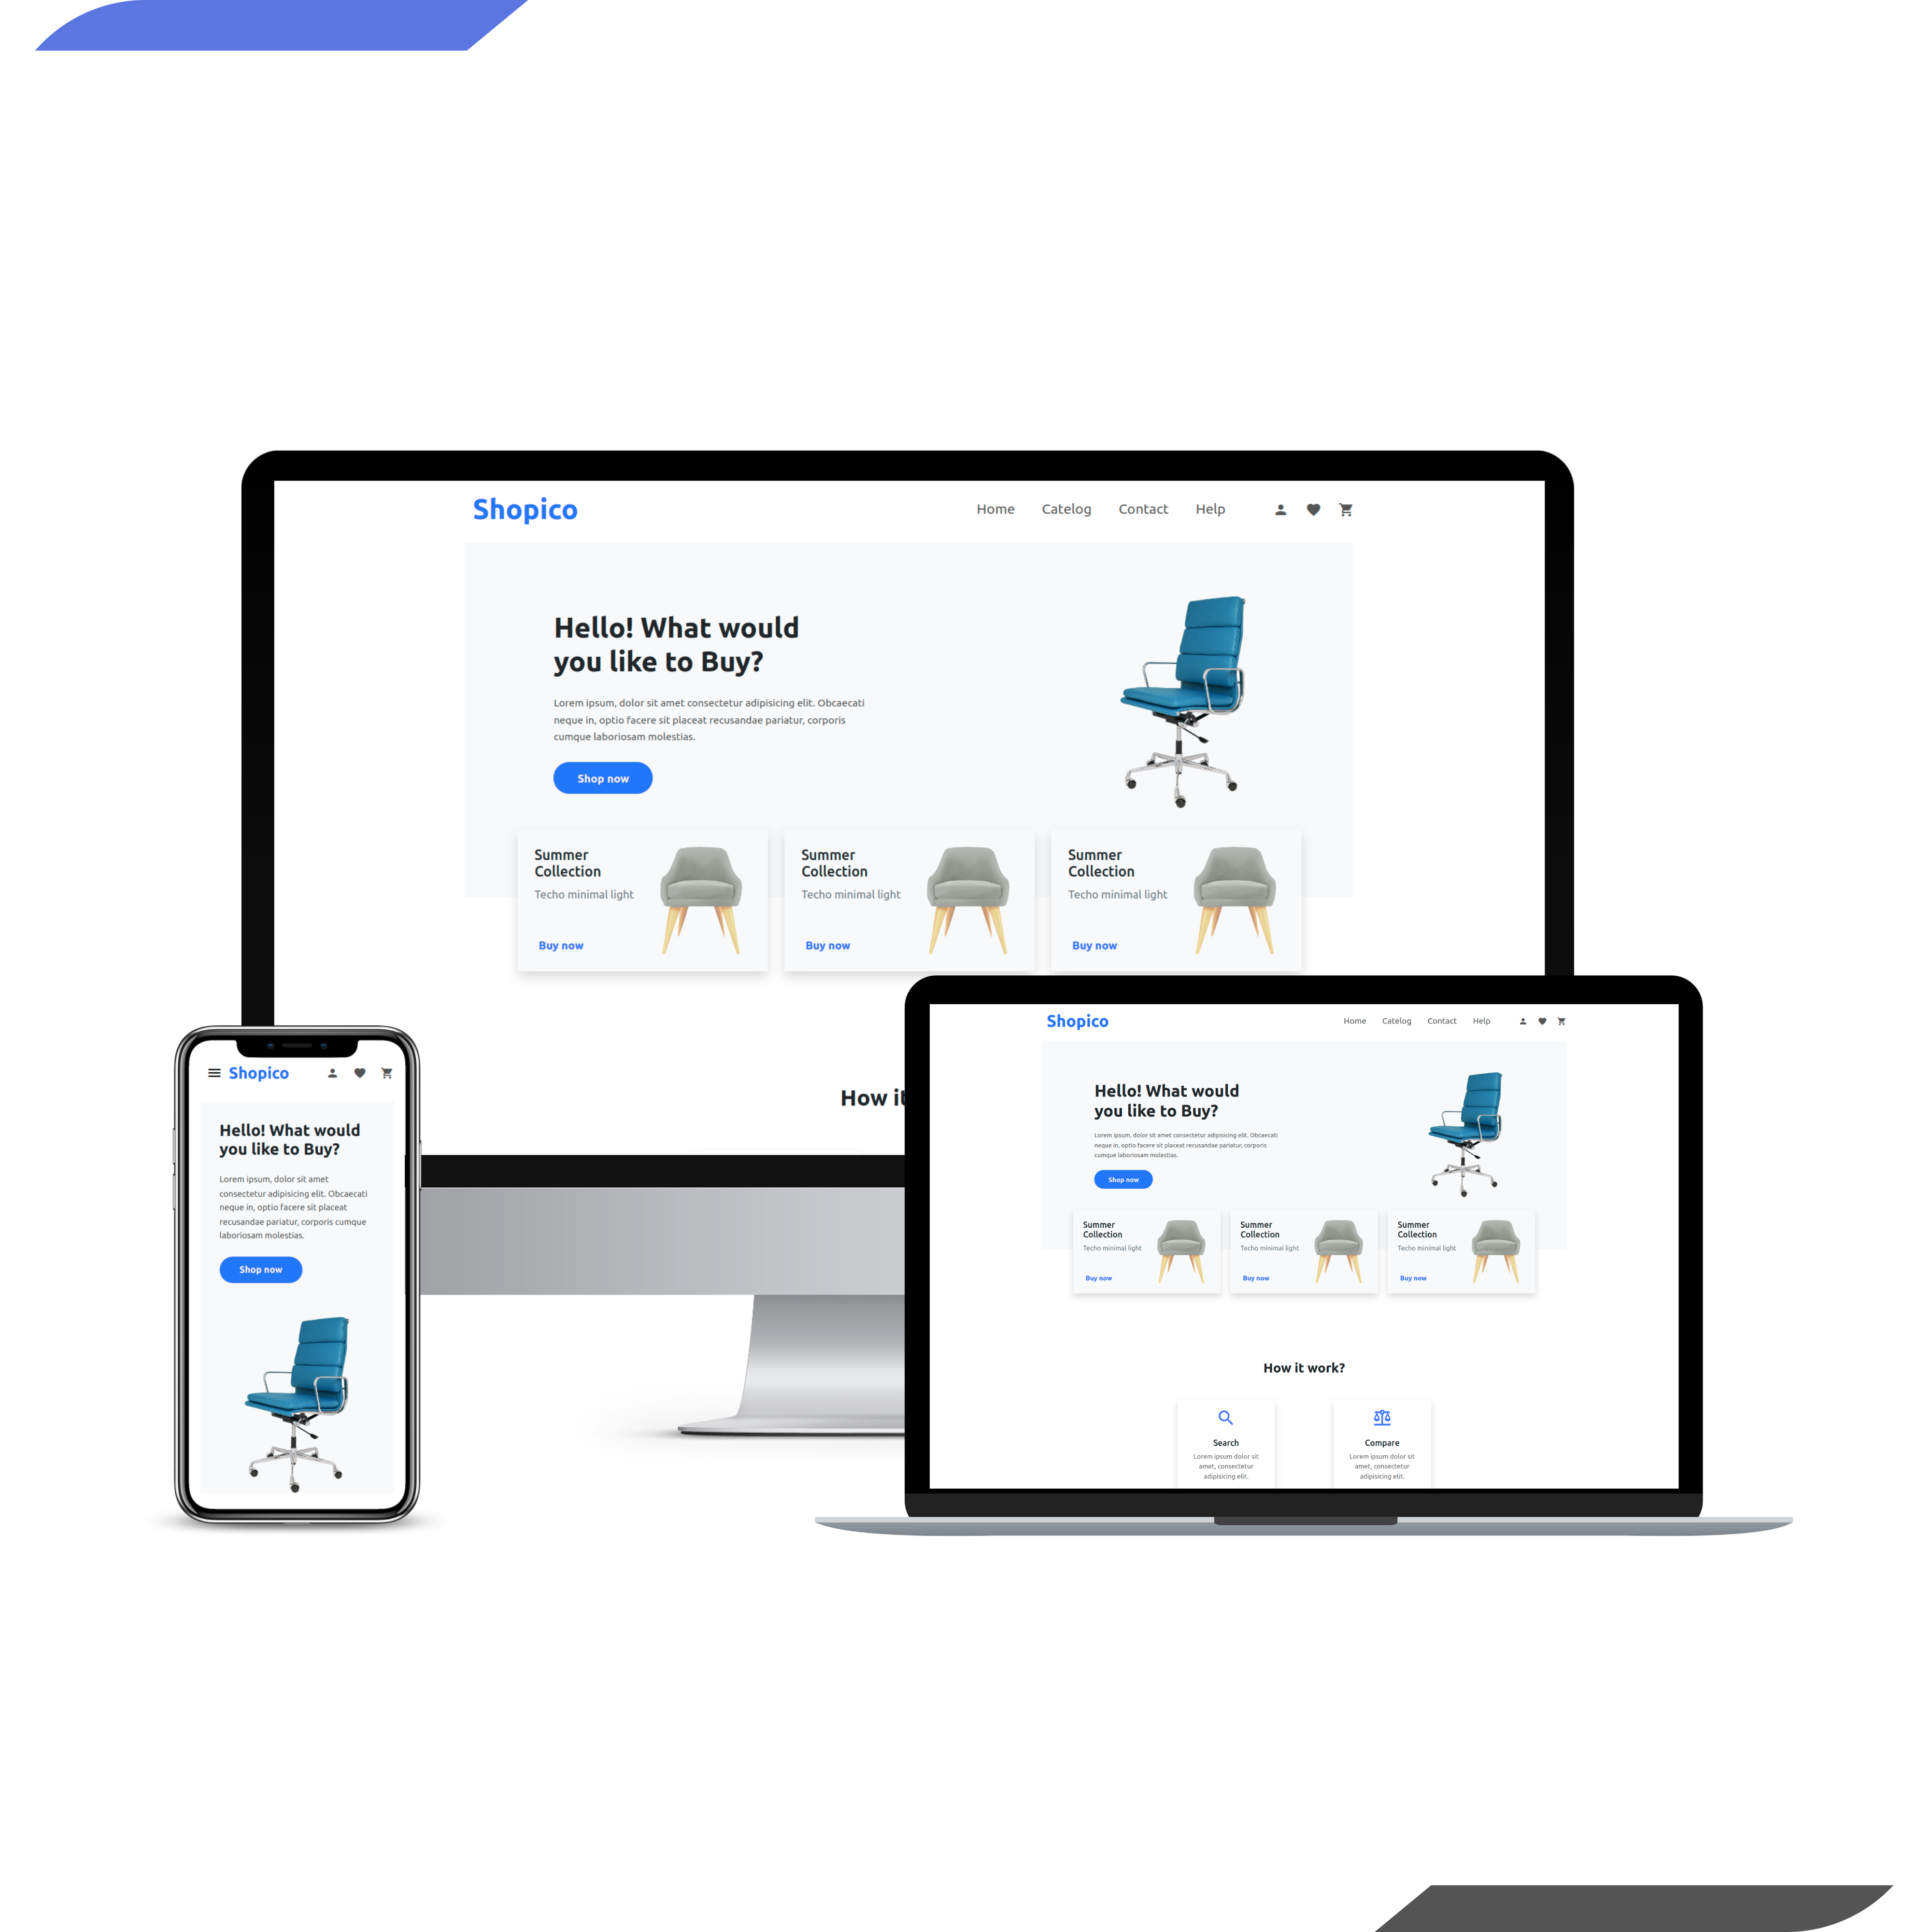 Shopico
Home Catelog Contact Help
Hello! What would
you like to Buy?
Lorem ipsum, dolor sit amet consectetur adipisicing elit. Obcaecati
neque in, optio facere sit placeat recusandae pariatur, corporis
cumque laboriosam molestias.
Shop now
Summer
Collection
Techo minimal light
Buy now
Summer
Collection
Techo minimal light
Buy now
Summer
Collection
Techo minimal light
Buy now
How it
Shopico
Hello! What would
you like to Buy?
Lorem ipsum, dolor sit amet
consectetur adipisicing elit. Obcaecati
neque in, optio facere sit placeat
recusandae pariatur, corporis cumque
laboriosam molestias.
Shop now
Shopico
Home Catelog Contact Help
Hello! What would
you like to Buy?
Lorem ipsum, dolor sit amet consectetur adipisicing elit. Obcaecati
neque in, optio facere sit placeat recusandae pariatur, corporis
cumque laboriosam molestias.
Shop now
Summer
Collection
Techo minimal light
Buy now
Summer
Collection
Techo minimal light
Buy now
Summer
Collection
Techo minimal light
Buy now
How it work?
Search
Lorem ipsum dolor sit
amet, consectetur
adipisicing elit.
Compare
Lorem ipsum dolor sit
amet, consectetur
adipisicing elit.